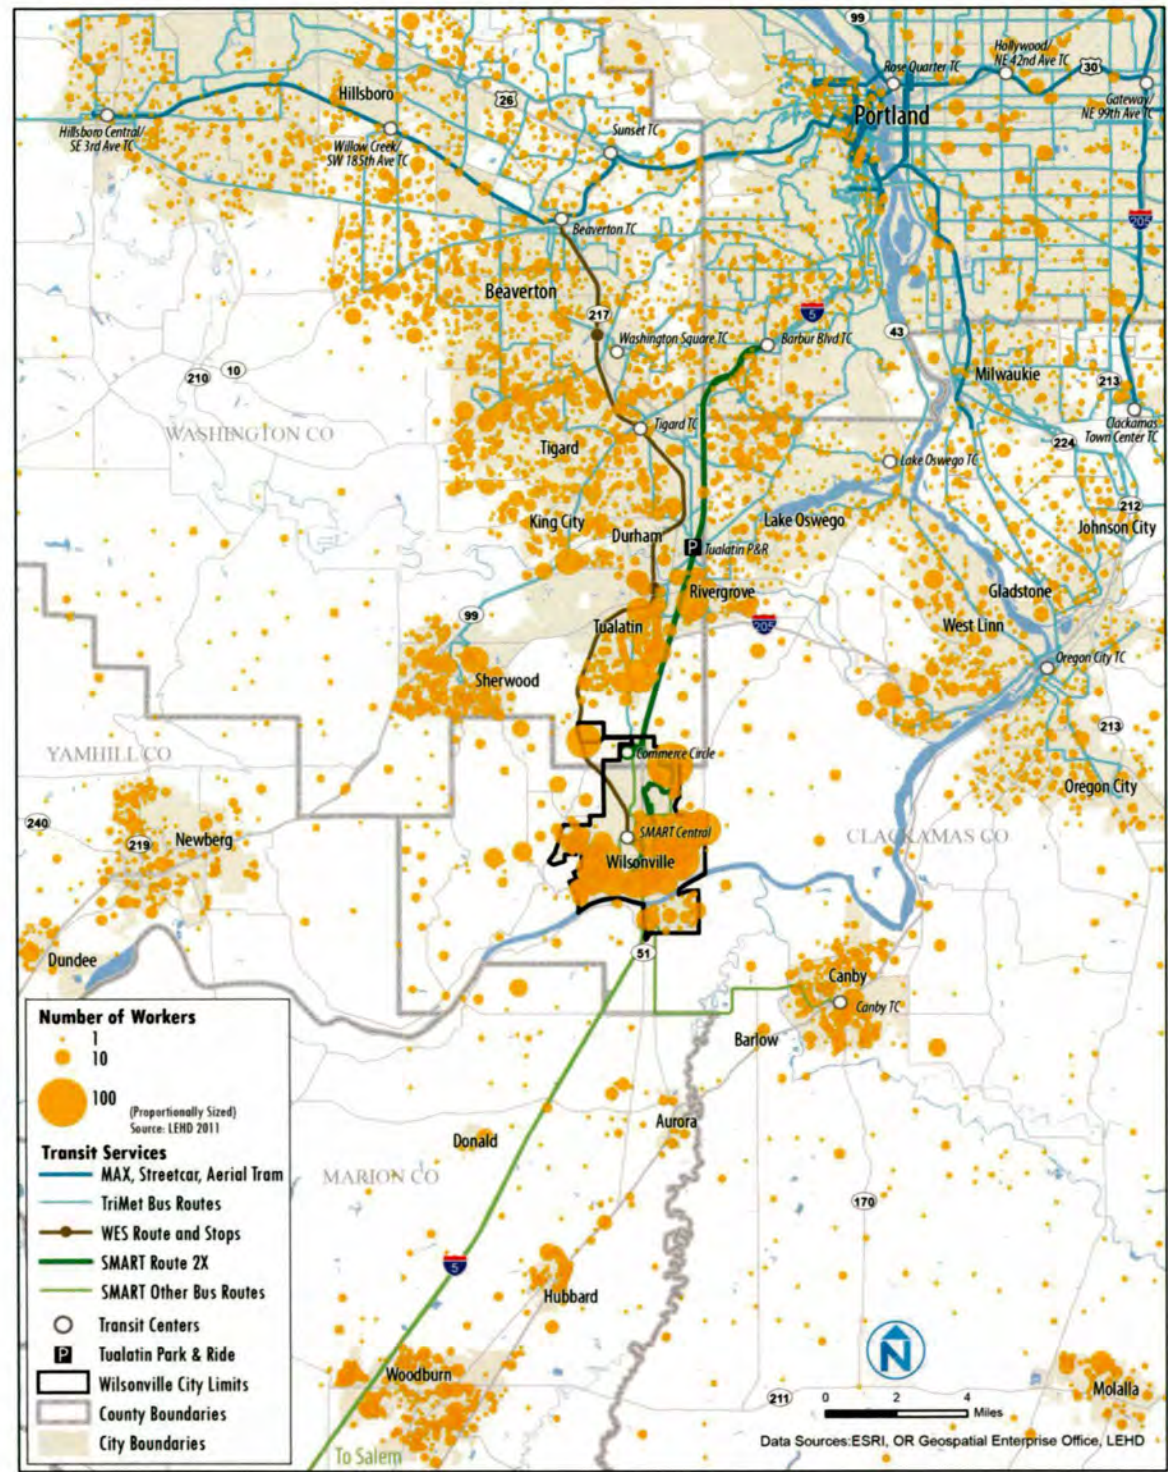 99
Hollywood/
NE 42nd Ave TC
Rose Quarter TC
30
Hillsboro
26
Portland
Gateway/
NE 99th Ave TC
Hillsboro Central/
SE 3rd Ave TC
Willow Creek/
SW 185th Ave TC
Sunset TC
205
Beaverton TC
Beaverton
217
5
43
Washington Square TC
Barbur Blvd TC
210
10
Milwaukie
213
WASHINGTON CO
Tigard TC
Clackamas
Town Center TC
224
Tigard
Lake Oswego TC
212
King City
Lake Oswego
Johnson City
Durham
P
Tualatin P&R
Rivergrove
Gladstone
99
Tualatin
205
West Linn
Oregon City TC
Sherwood
213
YAMHILL CO
Commerce Circle
Oregon City
240
219
Newberg
SMART Central
CLACKAMAS CO
Wilsonville
51
Dundee
Canby
Canby TC
Barlow
Aurora
Donald
MARION CO
170
5
Hubbard
Woodburn
211
Molalla
To Salem
Number of Workers
1
10
100
(Proportionally Sized)
Source: LEHD 2011
Transit Services
MAX, Streetcar, Aerial Tram
TriMet Bus Routes
WES Route and Stops
SMART Route 2X
SMART Other Bus Routes
Transit Centers
P Tualatin Park & Ride
Wilsonville City Limits
County Boundaries
City Boundaries
N
0 2 4
Miles
Data Sources:ESRI, OR Geospatial Enterprise Office, LEHD